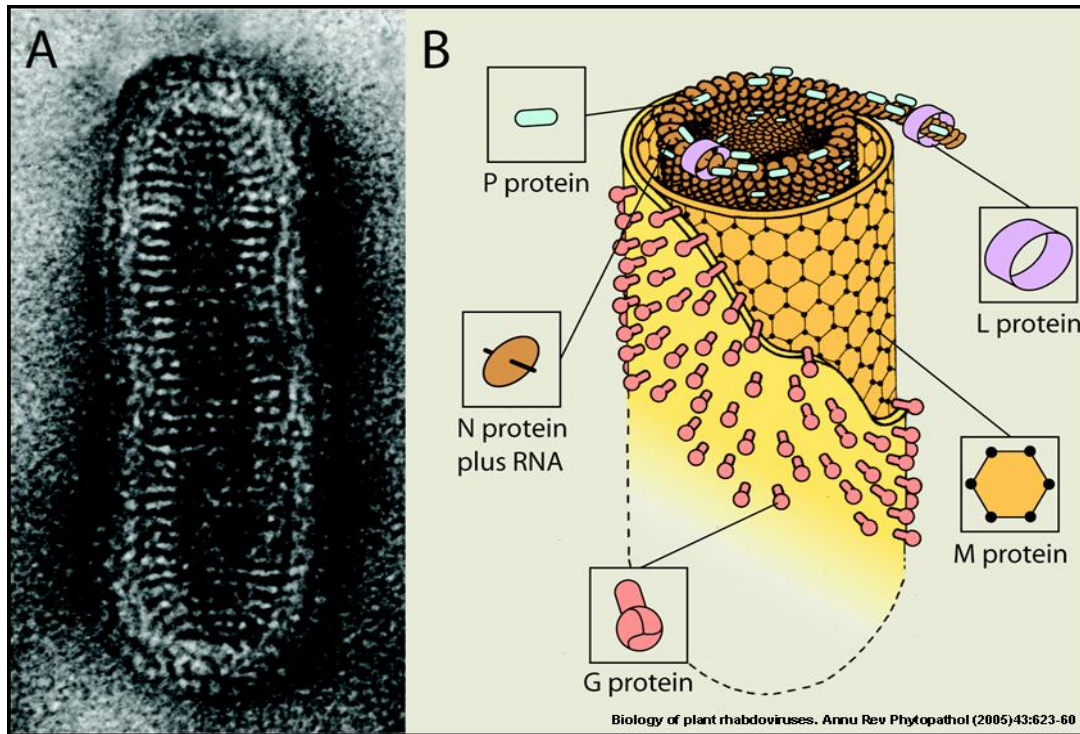 A
B
P protein
L protein
N protein
plus RNA
M protein
G protein
Biology of plant rhabdoviruses. Annu Rev Phytopathol (2005)43:623-60